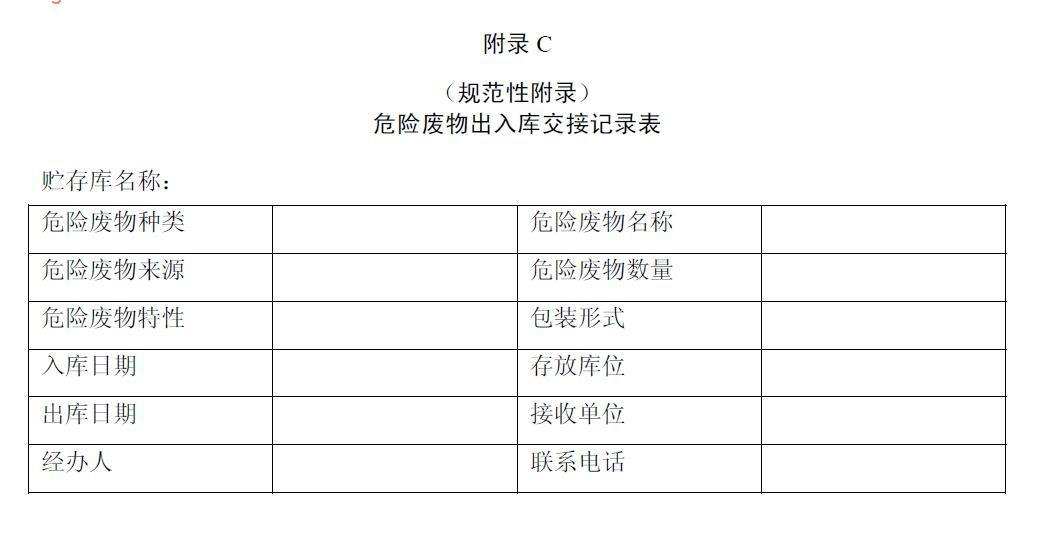 附录 C
（规范性附录）
危险废物出入库交接记录表
贮存库名称：
危险废物种类 危险废物名称
危险废物来源 危险废物数量
危险废物特性 包装形式
入库日期 存放库位
出库日期 接收单位
经办人 联系电话